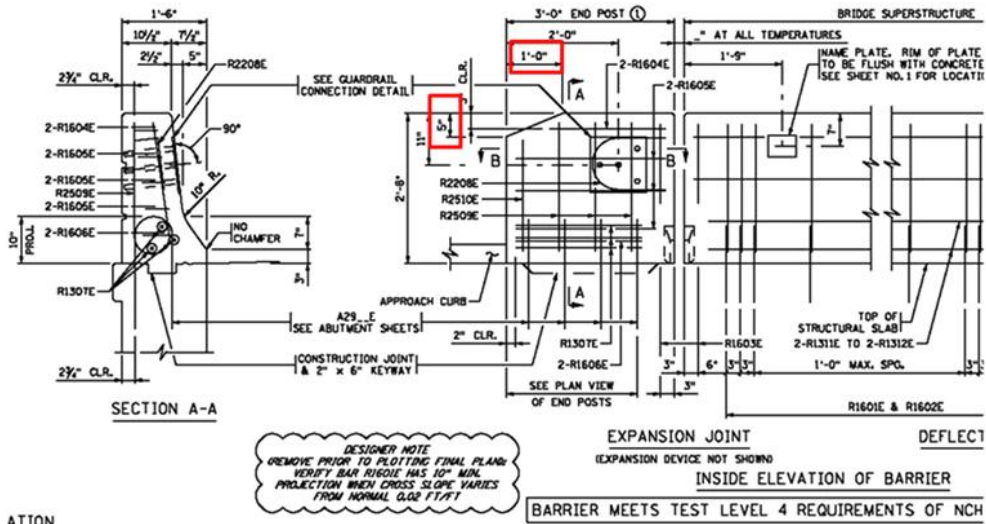 1'-6"
10½" 7½"
2½" 5"
R2208E
2¾" CLR.
SEE GUARDRAIL
CONNECTION DETAIL
2-R1604E
90°
2-R1605E
2-R1605E
R2509E
10" R.
2-R1605E
2-R1606E
NO
CHAMFER
10"
PROJ.
7"
3"
R1307E
A29__E
SEE ABUTMENT SHEETS
CONSTRUCTION JOINT
& 2" x 6" KEYWAY
2¾" CLR.
SECTION A-A
3'-0" END POST ①
2'-0"
1'-0"
CLR.
A
2-R1604E
2-R1605E
5"
11"
2'-8"
B
B
R2208E
R2510E
R2509E
APPROACH CURB
A
2" CLR.
R1307E
2-R1606E
R1603E
SEE PLAN VIEW
OF END POSTS
BRIDGE SUPERSTRUCTURE
_" AT ALL TEMPERATURES
1'-9"
NAME PLATE. RIM OF PLATE
TO BE FLUSH WITH CONCRETE
SEE SHEET NO. 1 FOR LOCATI
7"
TOP OF
STRUCTURAL SLAB
2-R1311E TO 2-R1312E
3" 6" 3" 3" 1'-0" MAX. SPG. 3"
3"
R1601E & R1602E
EXPANSION JOINT
(EXPANSION DEVICE NOT SHOWN)
DEFLECT
INSIDE ELEVATION OF BARRIER
BARRIER MEETS TEST LEVEL 4 REQUIREMENTS OF NCH
DESIGNER NOTE
(REMOVE PRIOR TO PLOTTING FINAL PLAN):
VERIFY BAR R1601E HAS 10" MIN.
PROJECTION WHEN CROSS SLOPE VARIES
FROM NORMAL 0.02 FT/FT
ATION